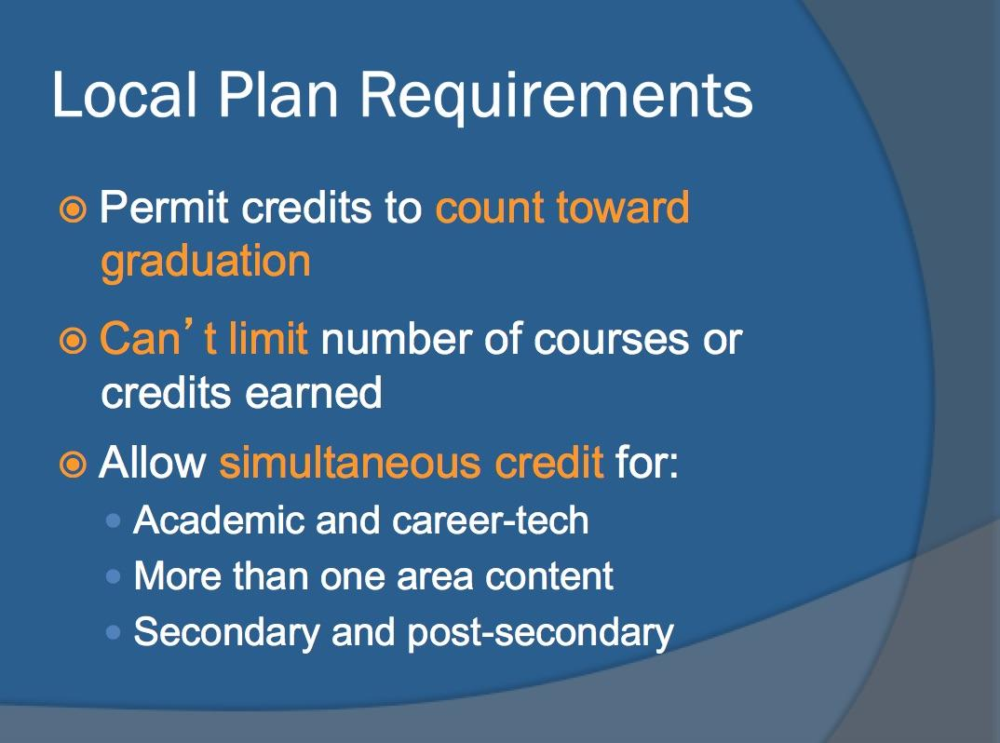 Local Plan Requirements
Permit credits to count toward
graduation
Can’t limit number of courses or
credits earned
Allow simultaneous credit for:
Academic and career-tech
More than one area content
Secondary and post-secondary